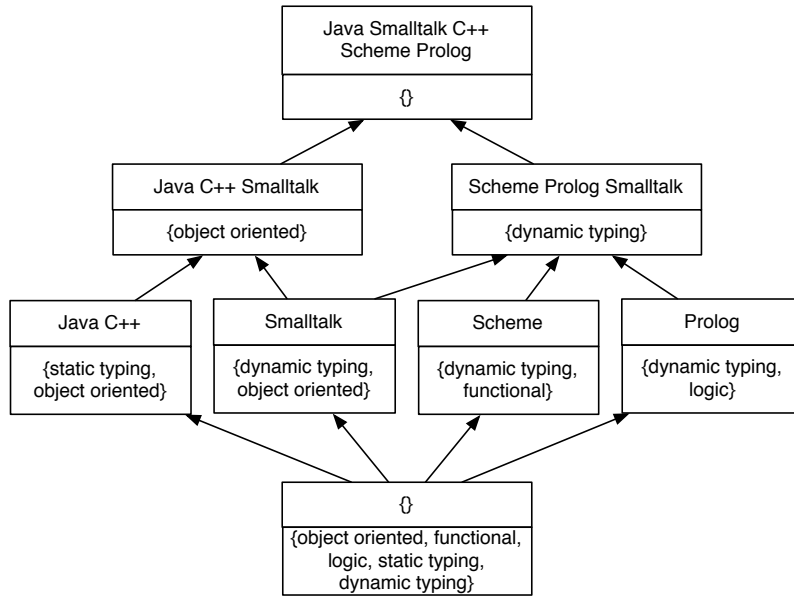 Java Smalltalk C++
Scheme Prolog
{}
Java C++ Smalltalk
{object oriented}
Scheme Prolog Smalltalk
{dynamic typing}
Java C++
{static typing,
object oriented}
Smalltalk
{dynamic typing,
object oriented}
Scheme
{dynamic typing,
functional}
Prolog
{dynamic typing,
logic}
{}
{object oriented, functional,
logic, static typing,
dynamic typing}